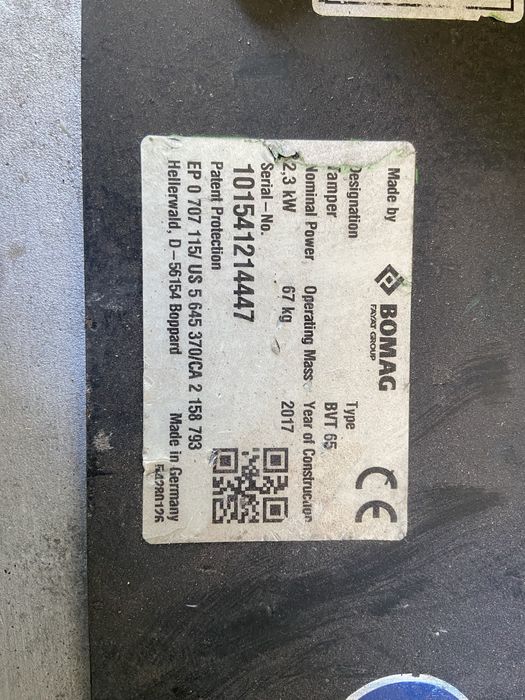 Made by BOMAG
FAYAT GROUP
CE
Designation Type
Tamper BVT 65
Nominal Power Operating Mass Year of Construction
2,3 kW 67 kg 2017
Serial-No.
101541214447
Patent Protection
EP 0 707 115/ US 5 645 370/CA 2 158 793
Hellerwald, D-56154 Boppard Made in Germany
54280126